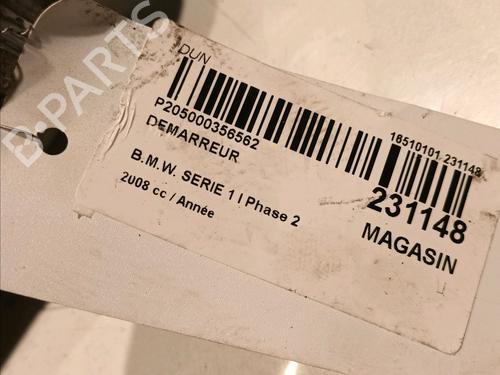 DUN
P205000356562
DEMARREUR
B.M.W. SERIE 1 I Phase 2
2008 cc / Année
16510101 231148
231148
MAGASIN
B-PARTS